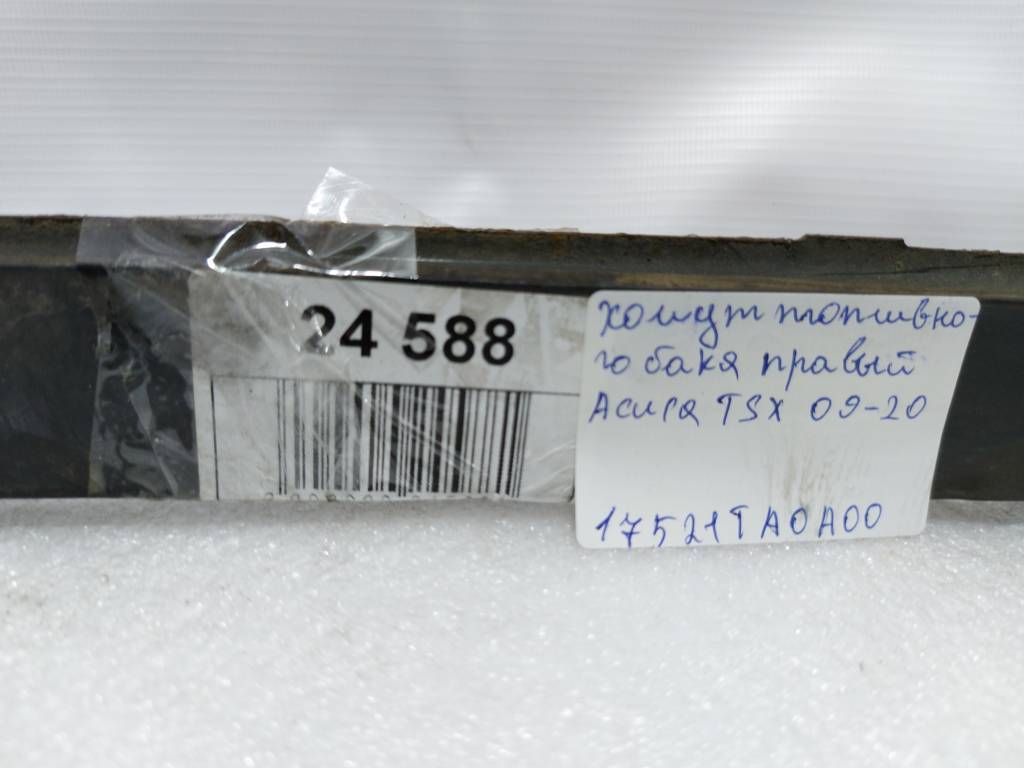 24 588
хомут топливно-
го бака правый
Acura TSX 09-20
17521TA0A00